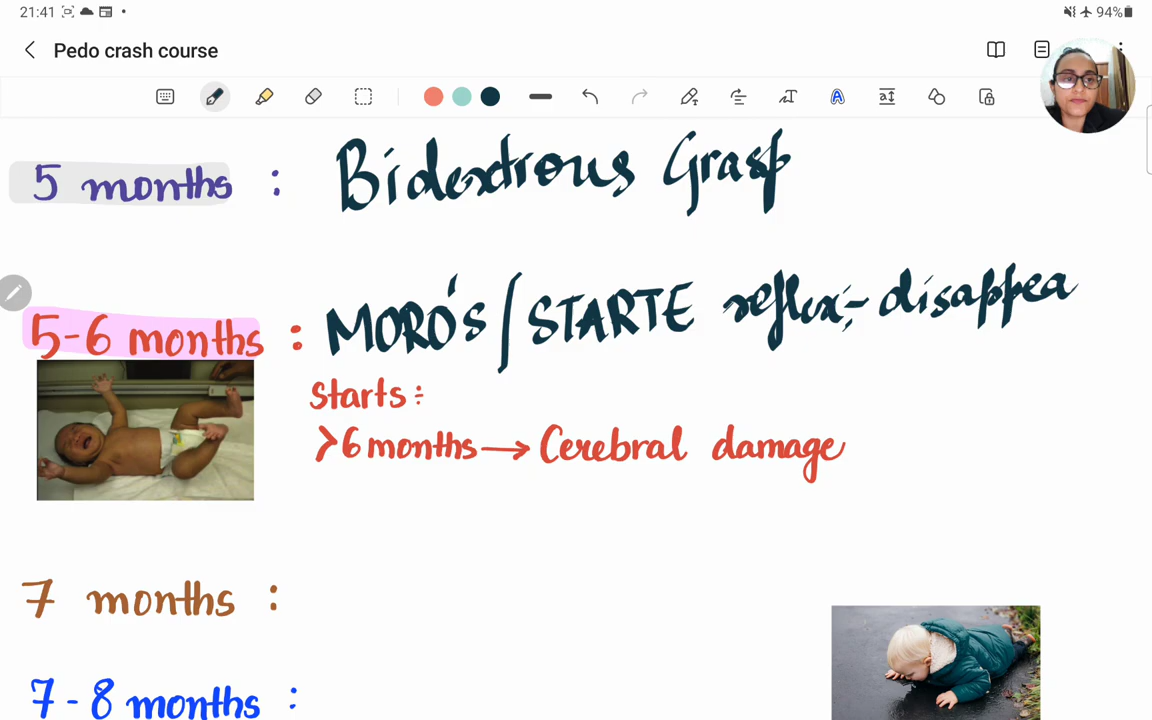 21:41 94%
Pedo crash course
5 months : Bidextrous Grasp
5-6 months : MORO'S / STARTE reflex:- disappea
Starts :
>6 months → Cerebral damage
7 months :
7 - 8 months :